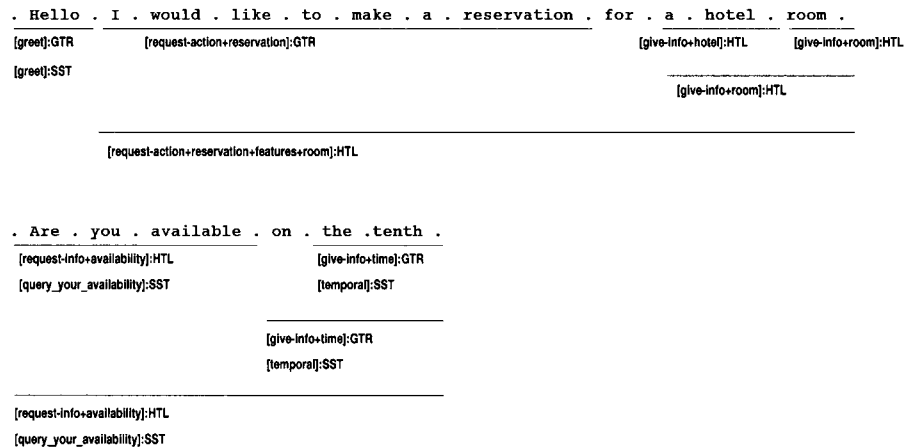 . Hello . I . would . like . to . make . a . reservation . for . a . hotel . room .
[greet]:GTR [request-action+reservation]:GTR [give-info+hotel]:HTL [give-info+room]:HTL
[greet]:SST
[give-info+room]:HTL
[request-action+reservation+features+room]:HTL
. Are . you . available . on . the .tenth .
[request-info+availability]:HTL [give-info+time]:GTR
[query_your_availability]:SST [temporal]:SST
[give-info+time]:GTR
[temporal]:SST
[request-info+availability]:HTL
[query_your_availability]:SST